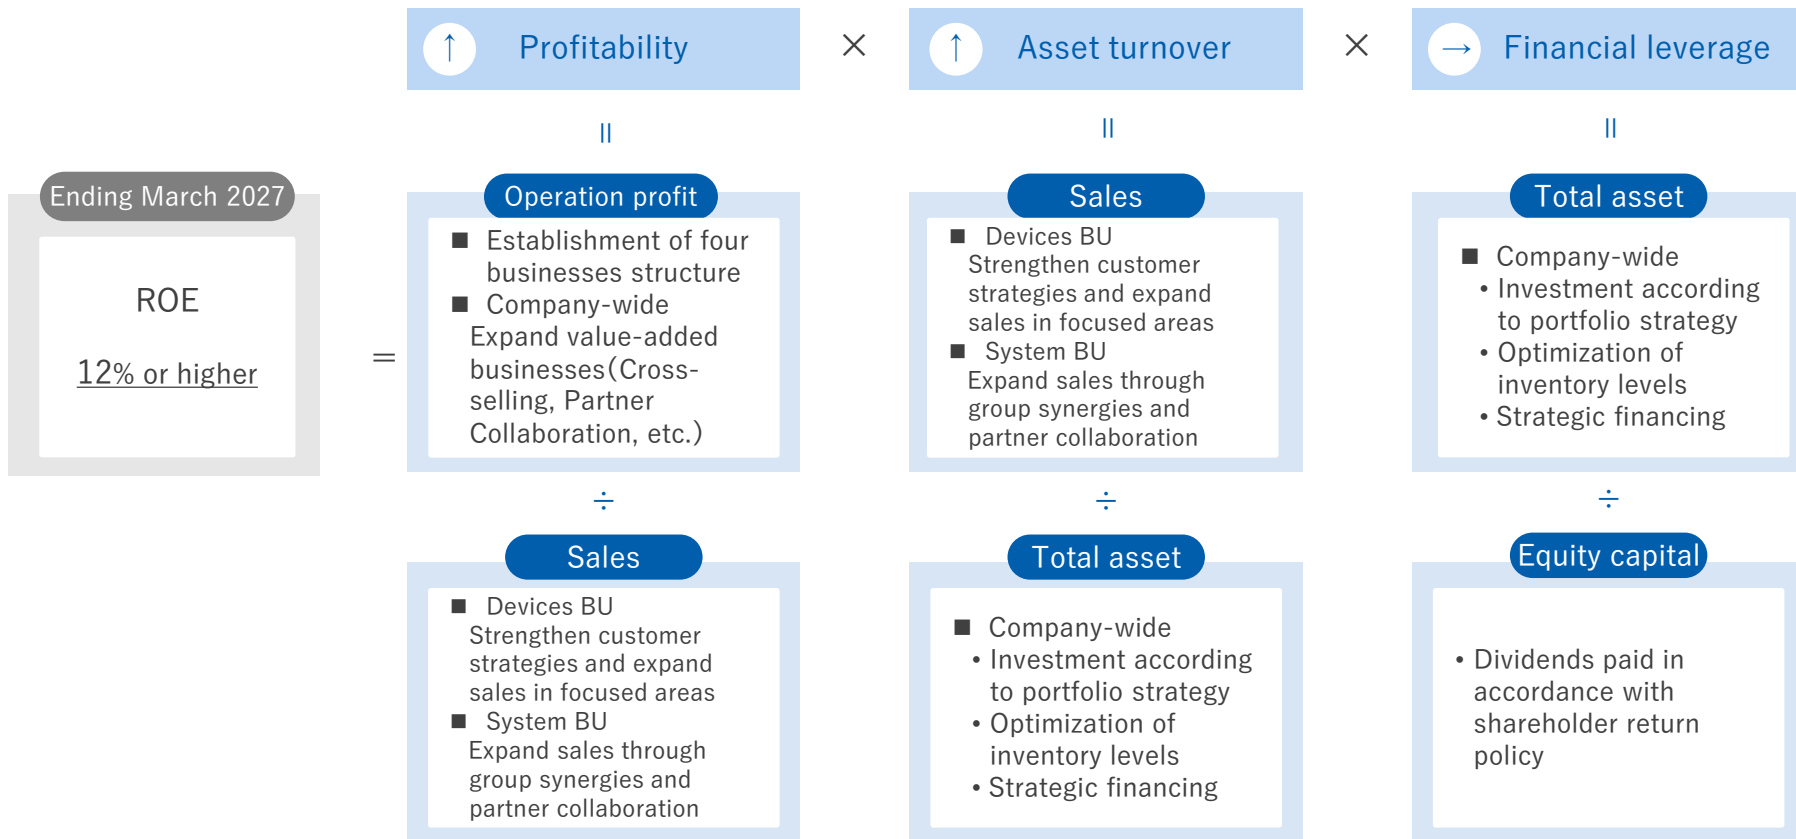 ↑ Profitability × ↑ Asset turnover × → Financial leverage
= = =
Ending March 2027
ROE
12% or higher
=
Operation profit
■ Establishment of four
businesses structure
■ Company-wide
Expand value-added
businesses(Cross-
selling, Partner
Collaboration, etc.)
÷
Sales
■ Devices BU
Strengthen customer
strategies and expand
sales in focused areas
■ System BU
Expand sales through
group synergies and
partner collaboration
Sales
■ Devices BU
Strengthen customer
strategies and expand
sales in focused areas
■ System BU
Expand sales through
group synergies and
partner collaboration
÷
Total asset
■ Company-wide
• Investment according
to portfolio strategy
• Optimization of
inventory levels
• Strategic financing
Total asset
■ Company-wide
• Investment according
to portfolio strategy
• Optimization of
inventory levels
• Strategic financing
÷
Equity capital
• Dividends paid in
accordance with
shareholder return
policy